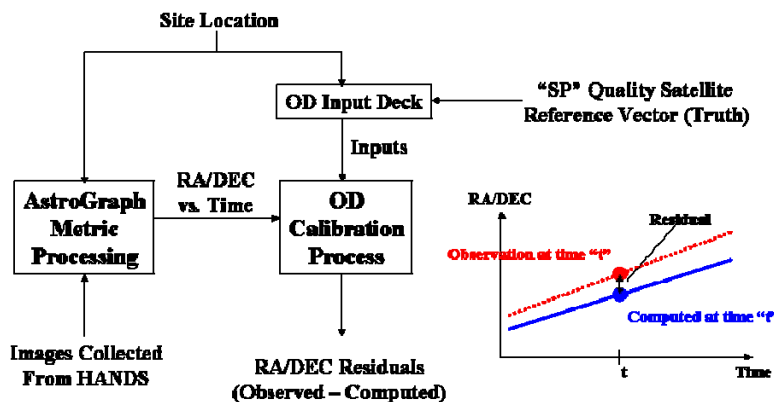 Site Location
OD Input Deck
"SP" Quality Satellite
Reference Vector (Truth)
Inputs
AstroGraph
Metric
Processing
RA/DEC
vs. Time
OD
Calibration
Process
Images Collected
From HANDS
RA/DEC Residuals
(Observed – Computed)
RA/DEC
Residual
Observation at time "t"
Computed at time "t"
t
Time